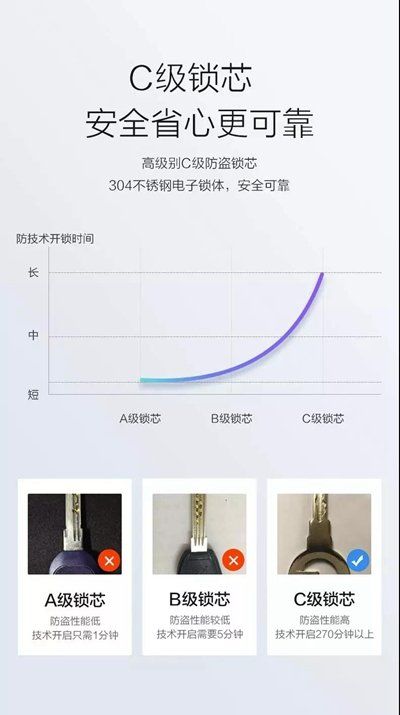 C级锁芯
安全省心更可靠
高级别C级防盗锁芯
304不锈钢电子锁体，安全可靠
防技术开锁时间
长
中
短
A级锁芯 B级锁芯 C级锁芯
A级锁芯 B级锁芯 C级锁芯
防盗性能低 防盗性能较低 防盗性能高
技术开启只需1分钟 技术开启需要5分钟 技术开启270分钟以上